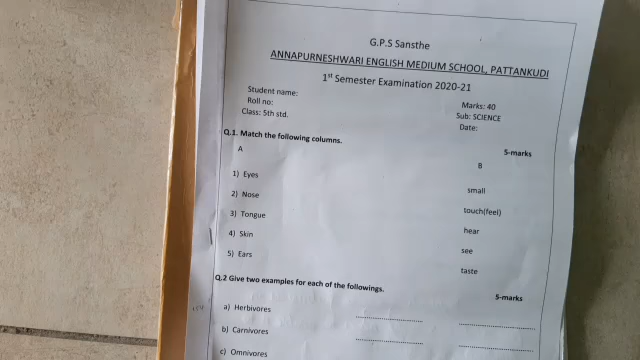 G.P.S Sansthe
ANNAPURNESHWARI ENGLISH MEDIUM SCHOOL, PATTANKUDI
1st Semester Examination 2020-21
Student name:
Roll no: Marks: 40
Class: 5th std. Sub: SCIENCE
Date:
Q.1. Match the following columns. 5-marks
A B
1) Eyes small
2) Nose touch(feel)
3) Tongue hear
4) Skin see
5) Ears taste
Q.2 Give two examples for each of the followings. 5-marks
a) Herbivores
b) Carnivores
c) Omnivores